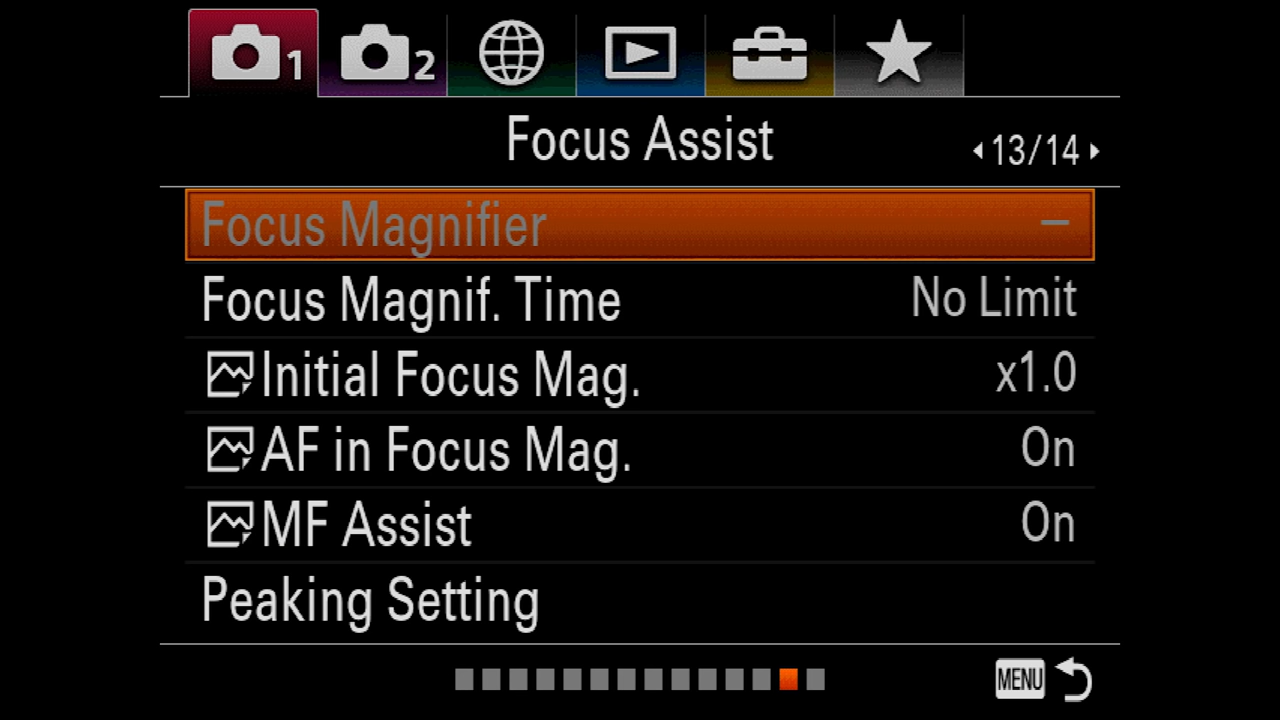 1 2
Focus Assist
13/14
Focus Magnifier –
Focus Magnif. Time No Limit
Initial Focus Mag. x1.0
AF in Focus Mag. On
MF Assist On
Peaking Setting
MENU